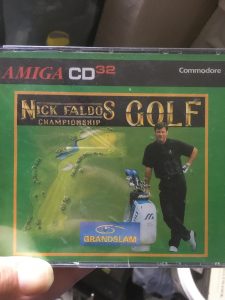 AMIGA CD32
Commodore
NICK FALDOS GOLF
CHAMPIONSHIP
GRANDSLAM